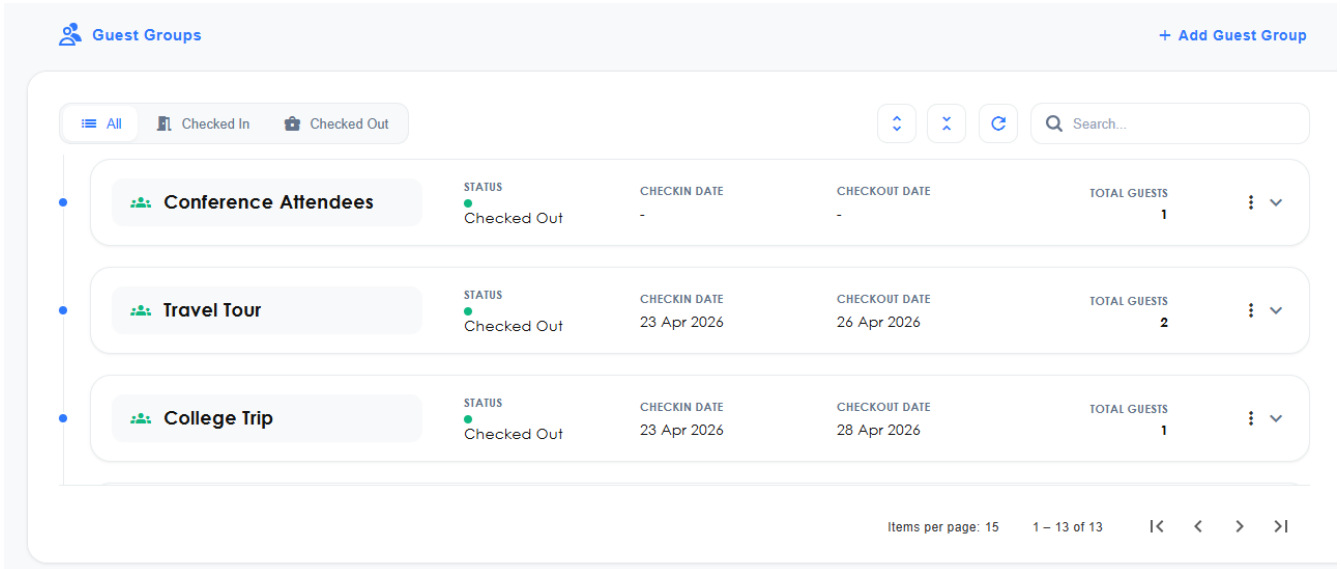 Guest Groups
+ Add Guest Group
All Checked In Checked Out
Search...
Conference Attendees
STATUS
Checked Out
CHECKIN DATE
-
CHECKOUT DATE
-
TOTAL GUESTS
1
Travel Tour
STATUS
Checked Out
CHECKIN DATE
23 Apr 2026
CHECKOUT DATE
26 Apr 2026
TOTAL GUESTS
2
College Trip
STATUS
Checked Out
CHECKIN DATE
23 Apr 2026
CHECKOUT DATE
28 Apr 2026
TOTAL GUESTS
1
Items per page: 15 1 – 13 of 13